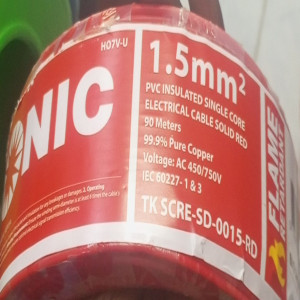 HO7V-U
NIC
1.5mm²
PVC INSULATED SINGLE CORE
ELECTRICAL CABLE SOLID RED
90 Meters
99.9% Pure Copper
Voltage: AC 450/750V
IEC 60227- 1 & 3
TK SCRE-SD-0015-RD
FLAME